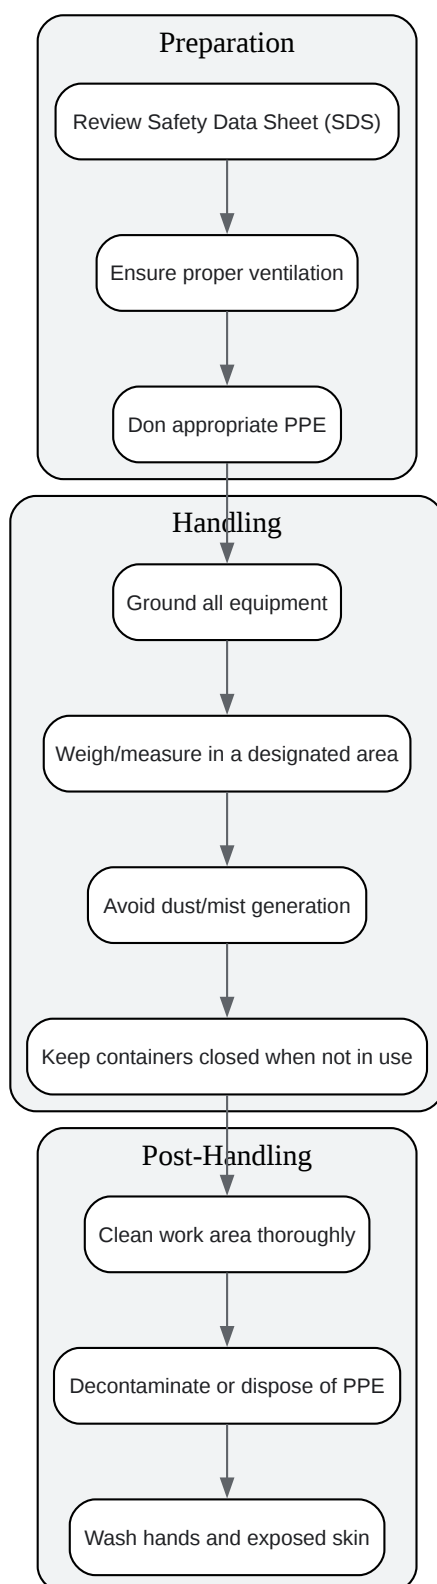 Preparation
Review Safety Data Sheet (SDS)
Ensure proper ventilation
Don appropriate PPE
Handling
Ground all equipment
Weigh/measure in a designated area
Avoid dust/mist generation
Keep containers closed when not in use
Post-Handling
Clean work area thoroughly
Decontaminate or dispose of PPE
Wash hands and exposed skin